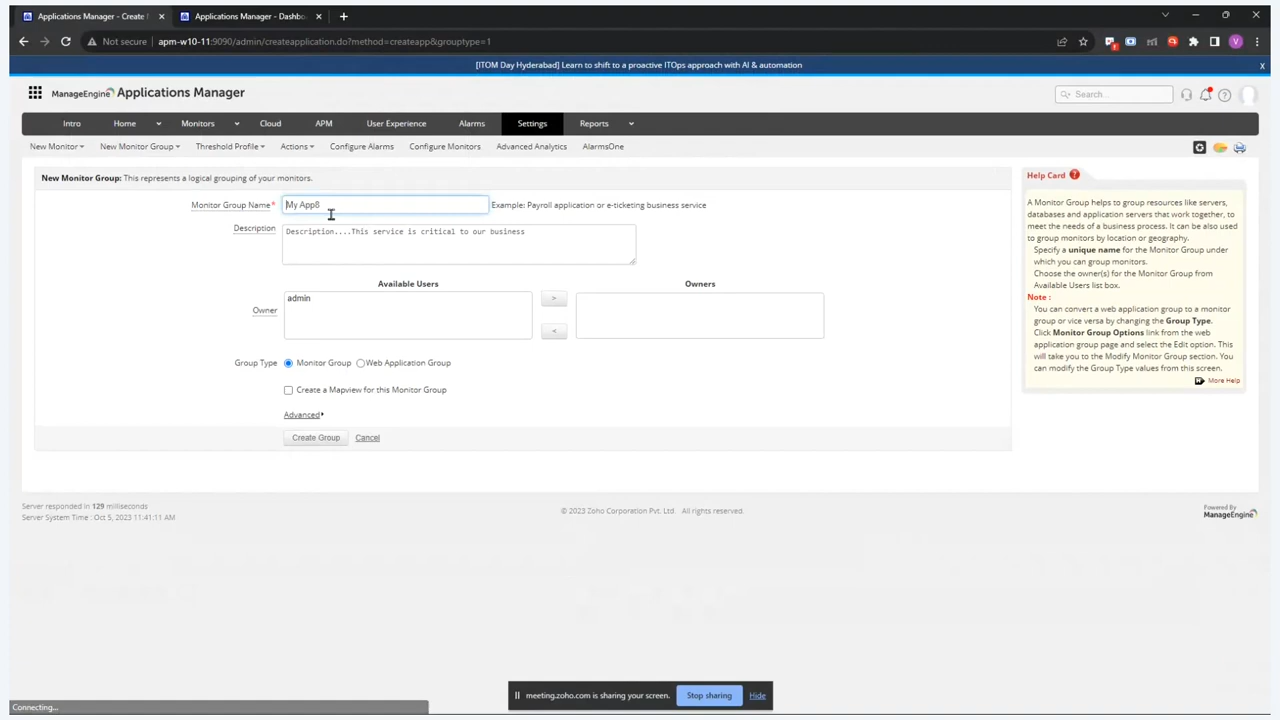 Applications Manager - Create
Applications Manager - Dashbo
Not secure apm-w10-11:9090/admin/createapplication.do?method=createapp&grouptype=1
[ITOM Day Hyderabad] Learn to shift to a proactive ITOps approach with AI & automation X
ManageEngine Applications Manager
Search...
Intro Home Monitors Cloud APM User Experience Alarms Settings Reports
New Monitor New Monitor Group Threshold Profile Actions Configure Alarms Configure Monitors Advanced Analytics AlarmsOne
New Monitor Group: This represents a logical grouping of your monitors.
Monitor Group Name* My App8 Example: Payroll application or e-ticketing business service
Description Description....This service is critical to our business
Available Users Owners
Owner admin > <
Group Type Monitor Group Web Application Group
Create a Mapview for this Monitor Group
Advanced
Create Group Cancel
Help Card ?
A Monitor Group helps to group resources like servers,
databases and application servers that work together, to
meet the needs of a business process. It can be also used
to group monitors by location or geography.
Specify a unique name for the Monitor Group under
which you can group monitors.
Choose the owner(s) for the Monitor Group from
Available Users list box.
Note :
You can convert a web application group to a monitor
group or vice versa by changing the Group Type.
Click Monitor Group Options link from the web
application group page and select the Edit option. This
will take you to the Modify Monitor Group section. You
can modify the Group Type values from this screen.
More Help
Server responded in 129 milliseconds
Server System Time : Oct 5, 2023 11:41:11 AM
© 2023 Zoho Corporation Pvt. Ltd. All rights reserved.
Powered By
ManageEngine
meeting.zoho.com is sharing your screen. Stop sharing Hide
Connecting...